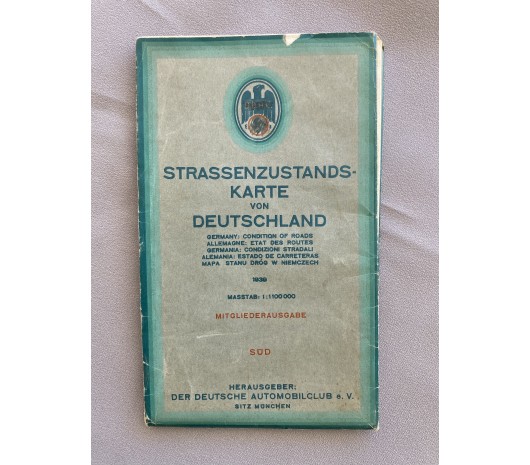 STRASSENZUSTANDS-
KARTE
VON
DEUTSCHLAND
GERMANY: CONDITION OF ROADS
ALLEMAGNE: ETAT DES ROUTES
GERMANIA: CONDIZIONI STRADALI
ALEMANIA: ESTADO DE CARRETERAS
MAPA STANU DRÓG W NIEMCZECH
1939
MASSTAB: 1:1100000
MITGLIEDERAUSGABE
SÜD
HERAUSGEBER:
DER DEUTSCHE AUTOMOBILCLUB e.V.
SITZ MÜNCHEN